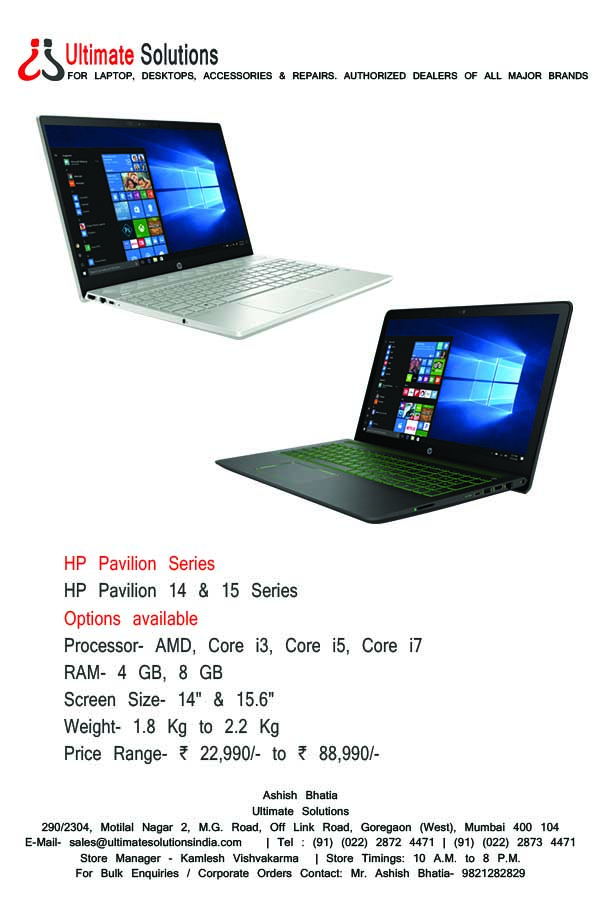 Ultimate Solutions
FOR LAPTOP, DESKTOPS, ACCESSORIES & REPAIRS. AUTHORIZED DEALERS OF ALL MAJOR BRANDS
HP Pavilion Series
HP Pavilion 14 & 15 Series
Options available
Processor- AMD, Core i3, Core i5, Core i7
RAM- 4 GB, 8 GB
Screen Size- 14" & 15.6"
Weight- 1.8 Kg to 2.2 Kg
Price Range- ₹ 22,990/- to ₹ 88,990/-
Ashish Bhatia
Ultimate Solutions
290/2304, Motilal Nagar 2, M.G. Road, Off Link Road, Goregaon (West), Mumbai 400 104
E-Mail- sales@ultimatesolutionsindia.com | Tel : (91) (022) 2872 4471 | (91) (022) 2873 4471
Store Manager - Kamlesh Vishvakarma | Store Timings: 10 A.M. to 8 P.M.
For Bulk Enquiries / Corporate Orders Contact: Mr. Ashish Bhatia- 9821282829